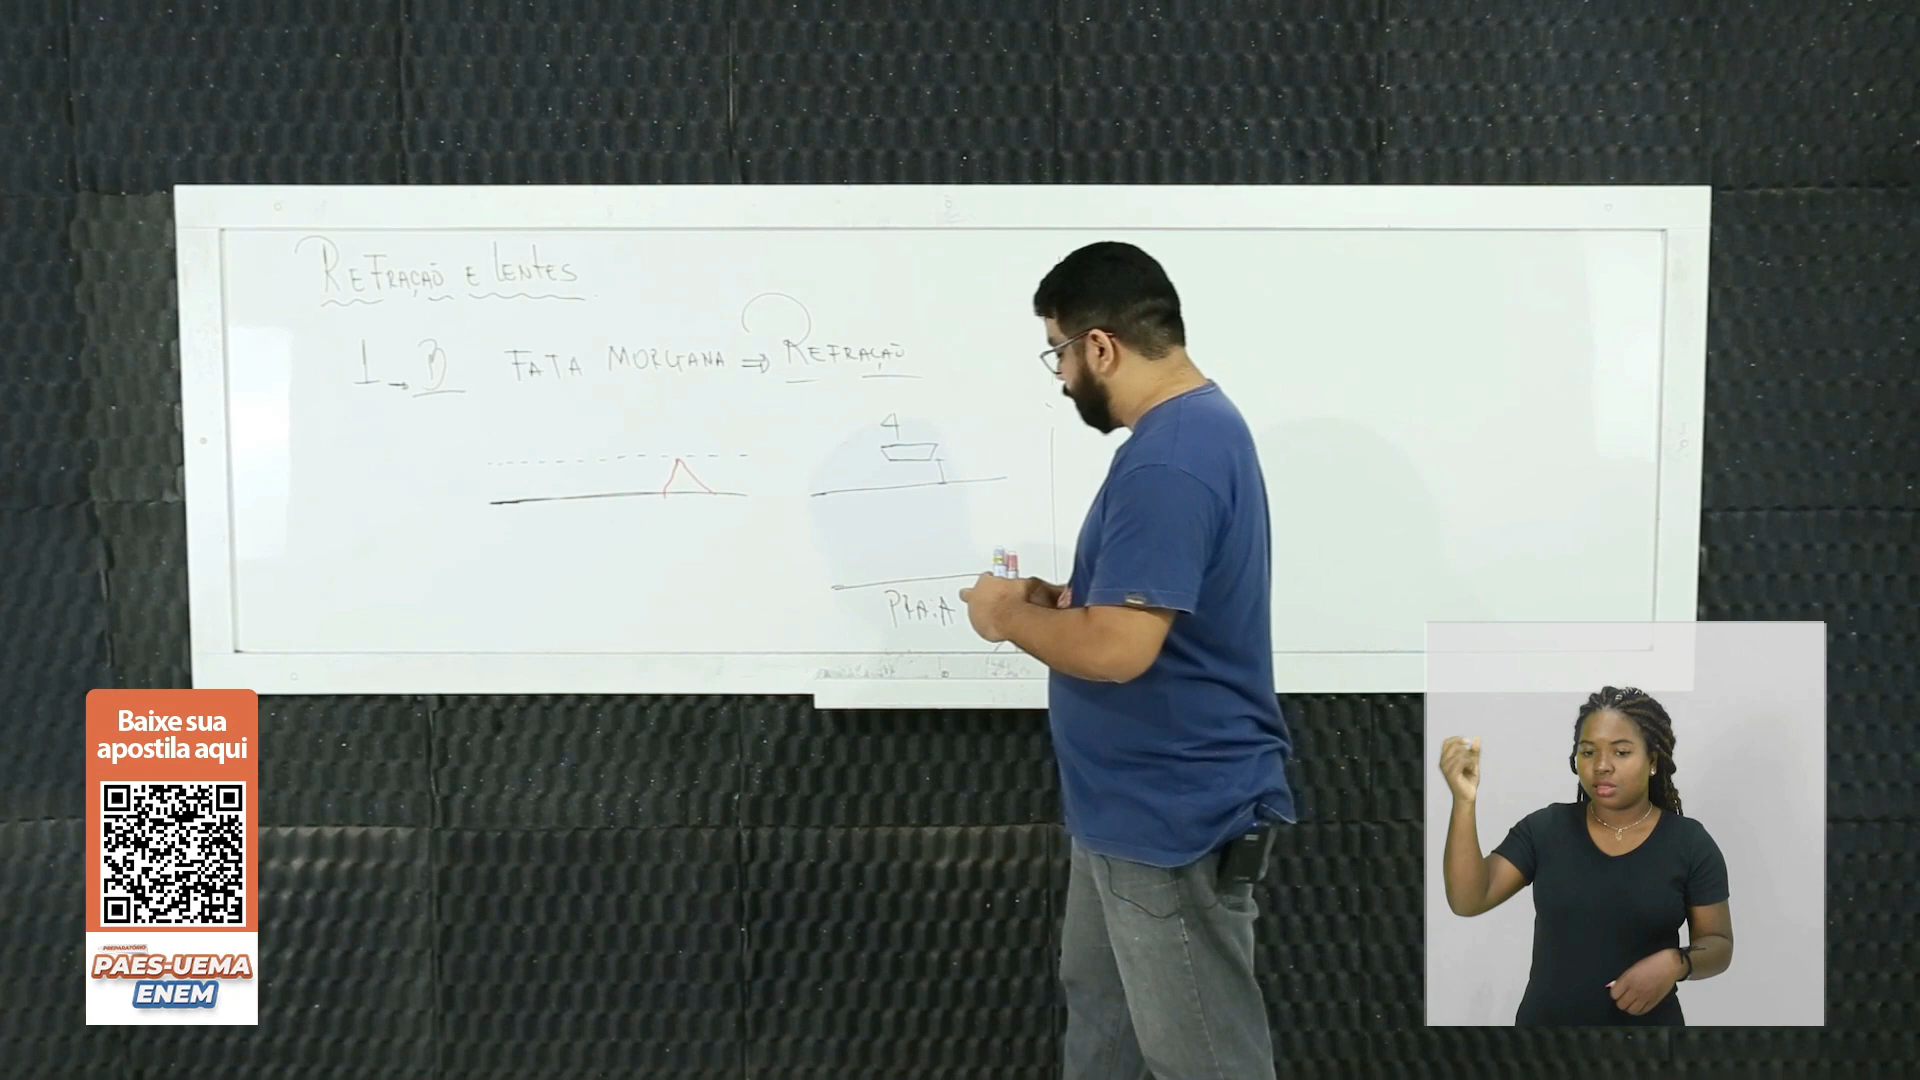 REFRAÇÃO E LENTES
1 → B FATA MORGANA ⇒ REFRAÇÃO
PRAIA
Baixe sua
apostila aqui
PREPARATÓRIO
PAES-UEMA
ENEM